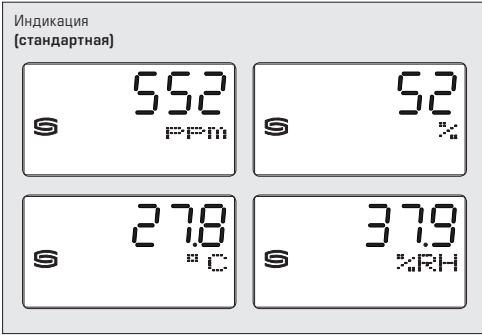 Индикация
(стандартная)
552
ppm
52
%
27.8
°C
37.9
%RH